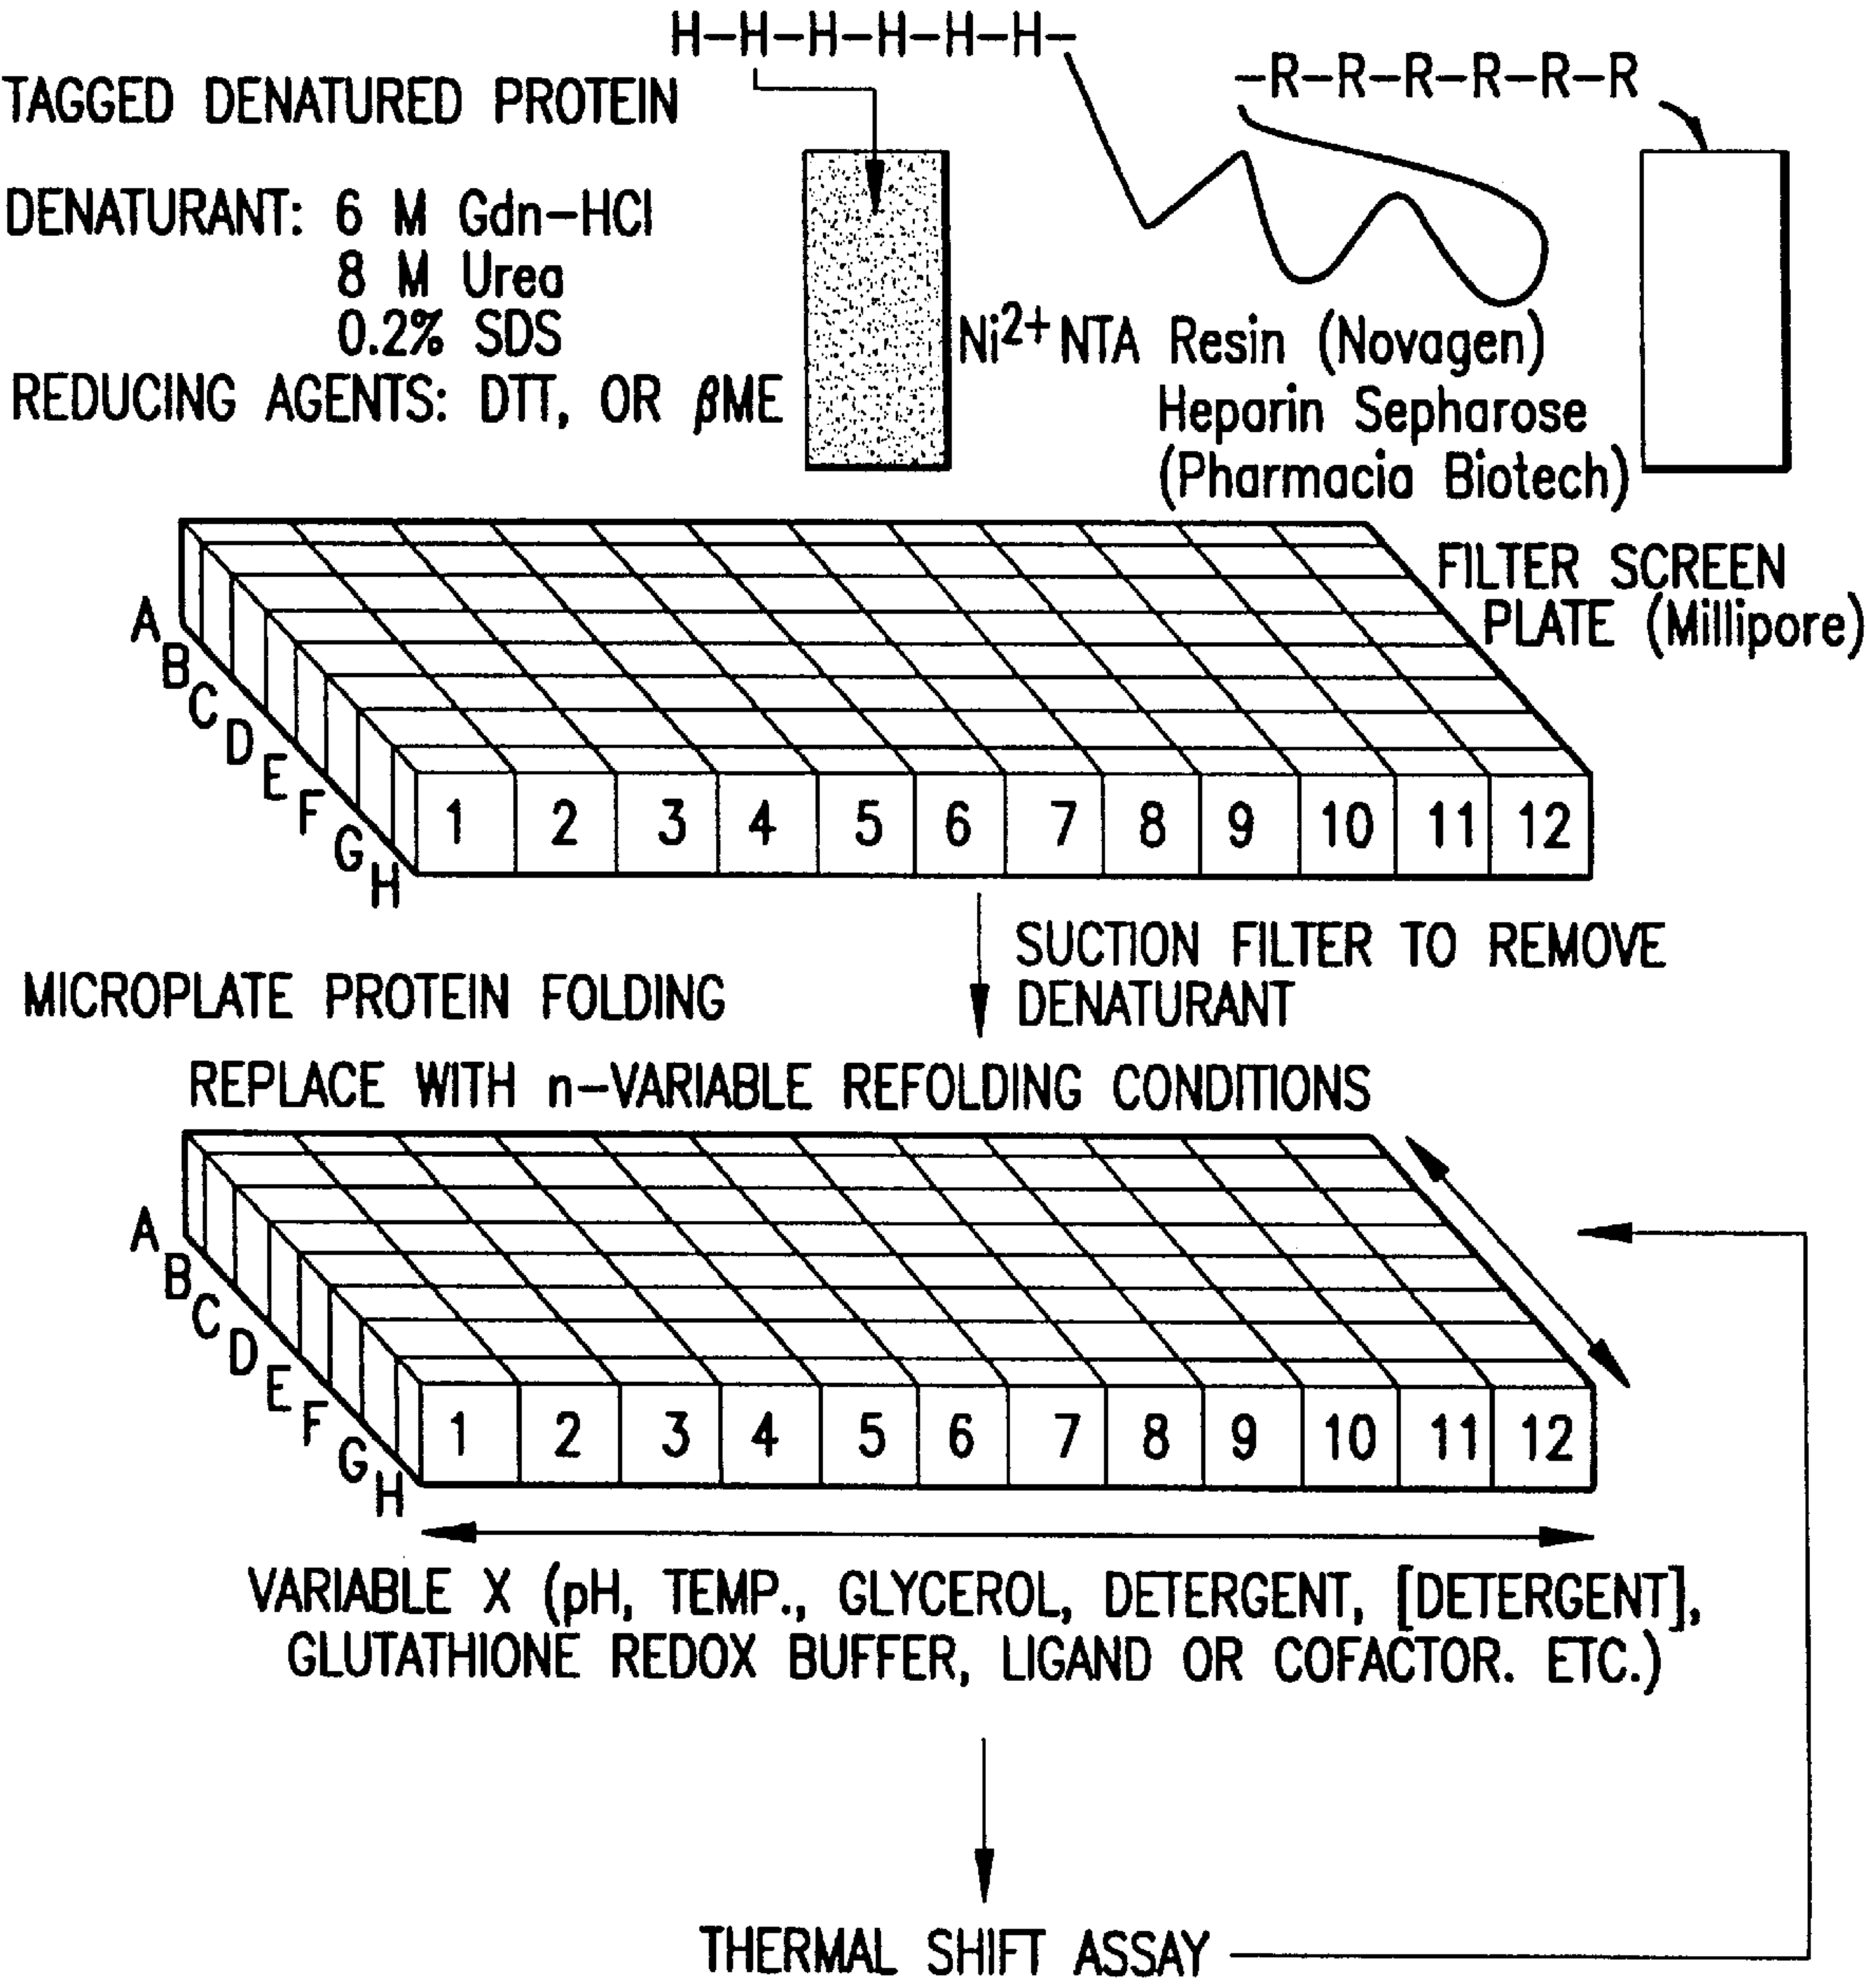 H-H-H-H-H-H-
-R-R-R-R-R-R
TAGGED DENATURED PROTEIN
DENATURANT: 6 M Gdn-HCl
8 M Urea
0.2% SDS
REDUCING AGENTS: DTT, OR βME
Ni²⁺NTA Resin (Novagen)
Heparin Sepharose
(Pharmacia Biotech)
FILTER SCREEN
PLATE (Millipore)
A
B
C
D
E
F
G
H
1 2 3 4 5 6 7 8 9 10 11 12
SUCTION FILTER TO REMOVE
DENATURANT
MICROPLATE PROTEIN FOLDING
REPLACE WITH n-VARIABLE REFOLDING CONDITIONS
A
B
C
D
E
F
G
H
1 2 3 4 5 6 7 8 9 10 11 12
VARIABLE X (pH, TEMP., GLYCEROL, DETERGENT, [DETERGENT],
GLUTATHIONE REDOX BUFFER, LIGAND OR COFACTOR. ETC.)
THERMAL SHIFT ASSAY